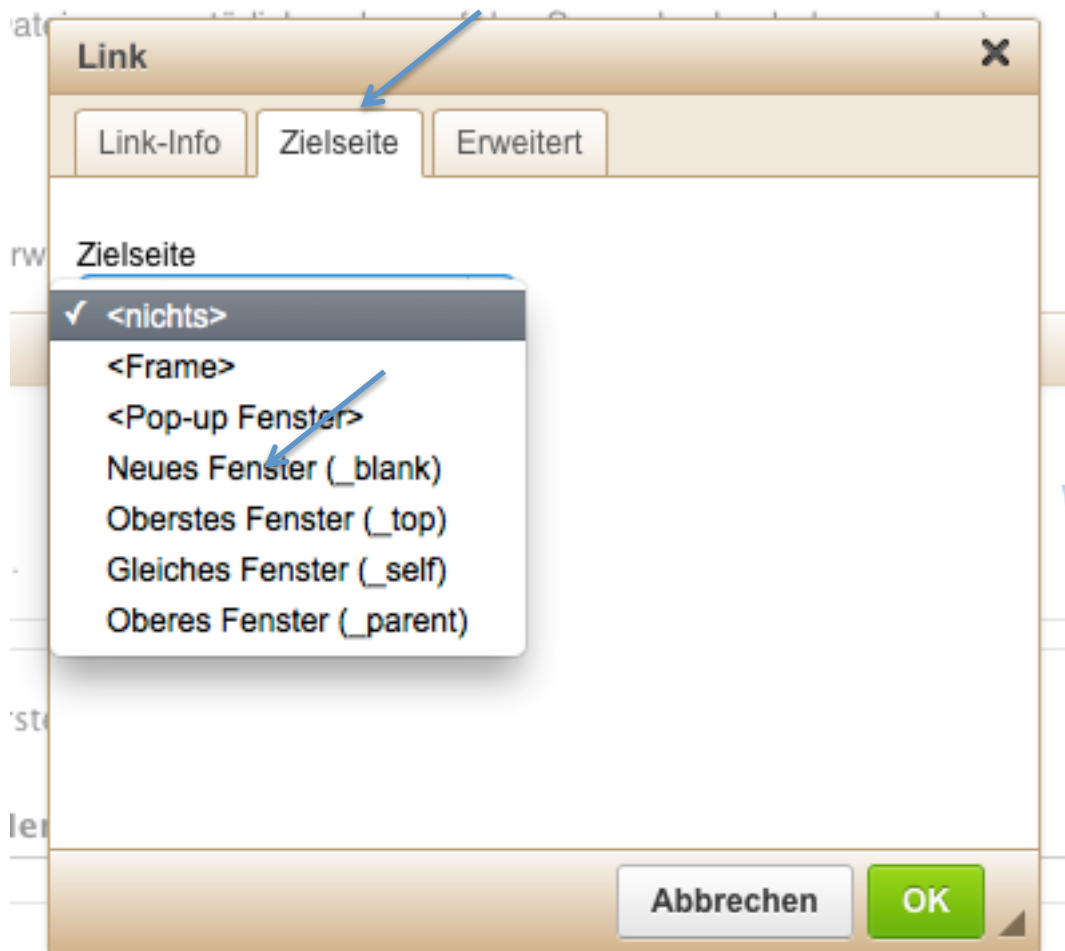 Link
Link-Info Zielseite Erweitert
Zielseite
<nichts>
<Frame>
<Pop-up Fenster>
Neues Fenster (_blank)
Oberstes Fenster (_top)
Gleiches Fenster (_self)
Oberes Fenster (_parent)
Abbrechen OK